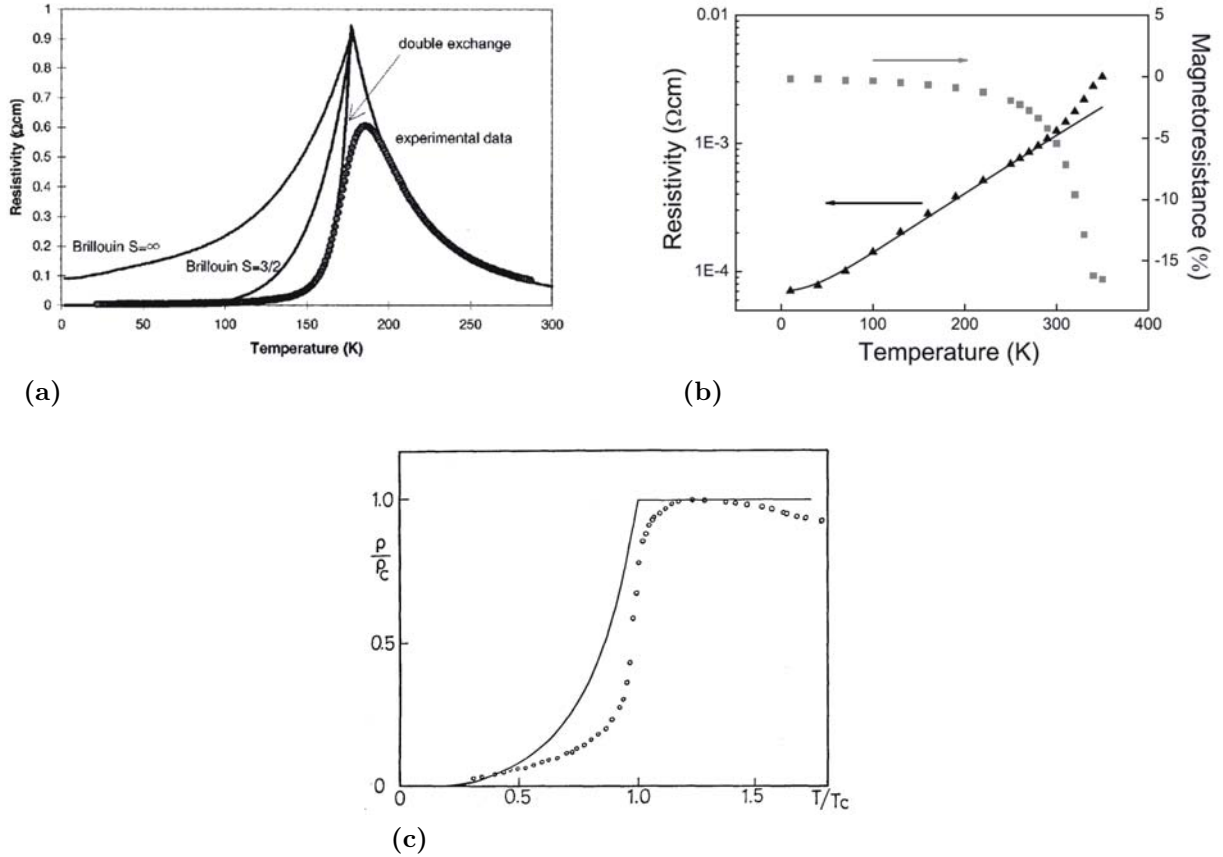 1
0.9
0.8
0.7
0.6
0.5
0.4
0.3
0.2
0.1
0
Resistivity (Ωcm)
double exchange
experimental data
Brillouin S=∞
Brillouin S=3/2
0 50 100 150 200 250 300
Temperature (K)
(a)
0.01
1E-3
1E-4
Resistivity (Ωcm)
5
0
-5
-10
-15
Magnetoresistance (%)
0 100 200 300 400
Temperature (K)
(b)
1.0
ρ/ρc
0.5
0
0 0.5 1.0 1.5 T/Tc
(c)